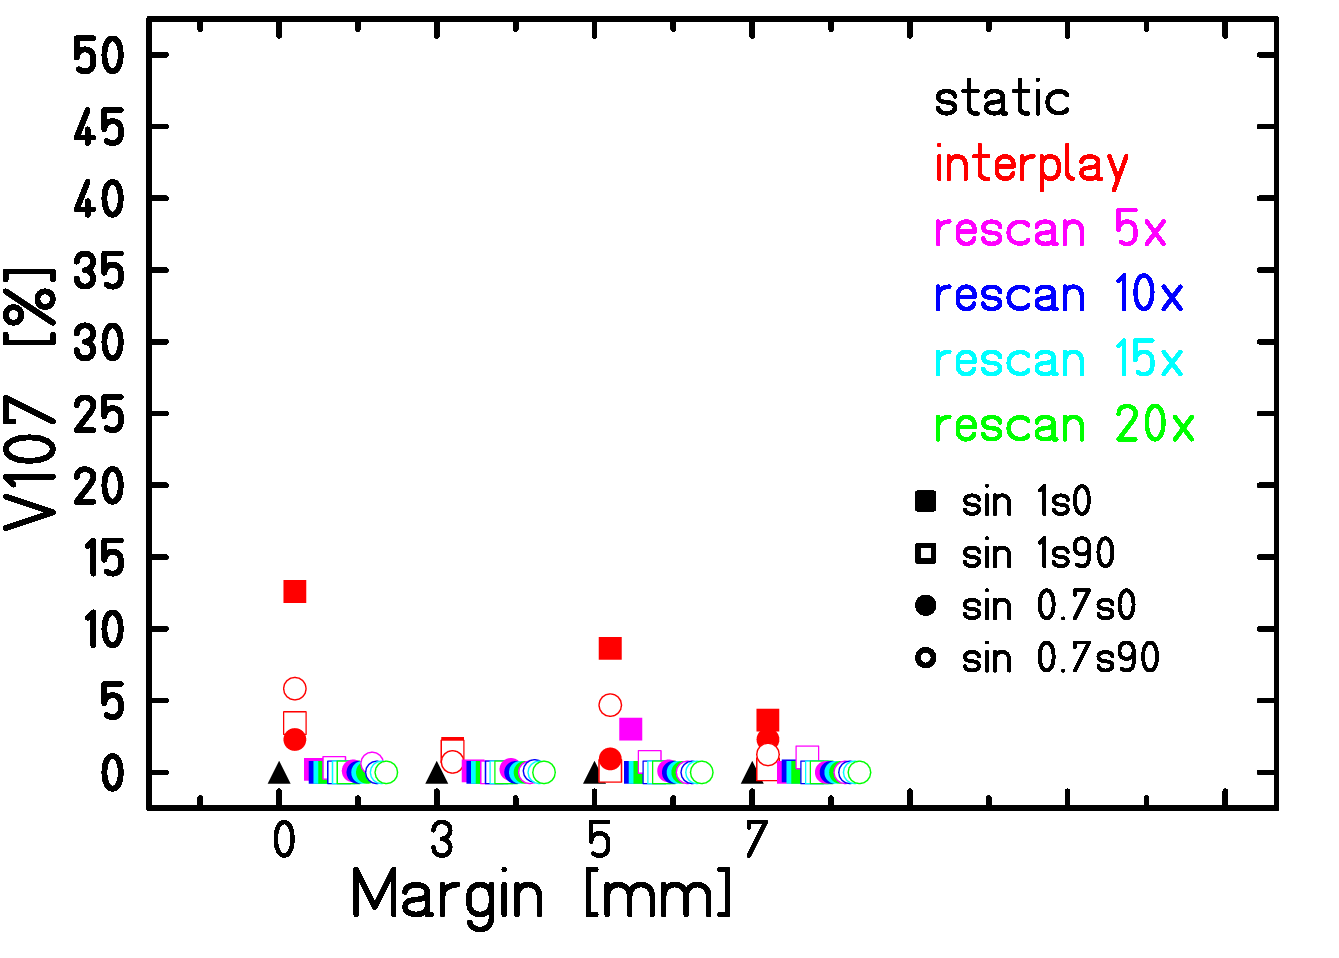 50
45
40
35
30
25
20
15
10
5
0
V107 [%]
0 3 5 7
Margin [mm]
static
interplay
rescan 5x
rescan 10x
rescan 15x
rescan 20x
sin 1s0
sin 1s90
sin 0.7s0
sin 0.7s90